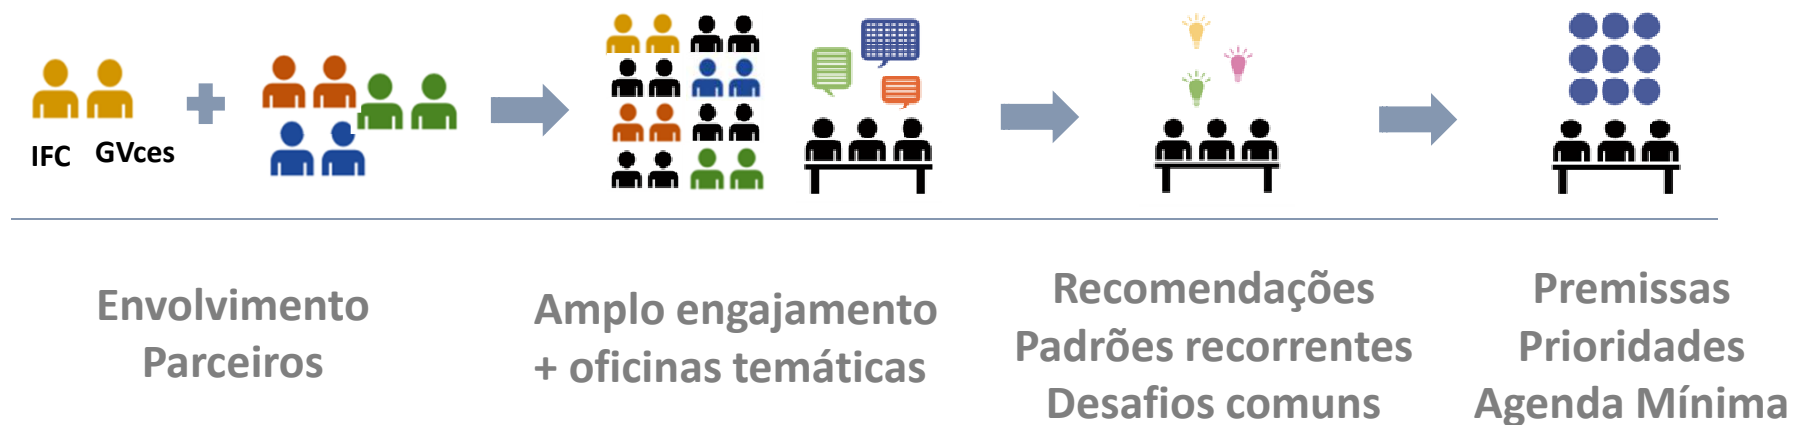 IFC
GVces
Envolvimento
Parceiros
Amplo engajamento
+ oficinas temáticas
Recomendações
Padrões recorrentes
Desafios comuns
Premissas
Prioridades
Agenda Mínima